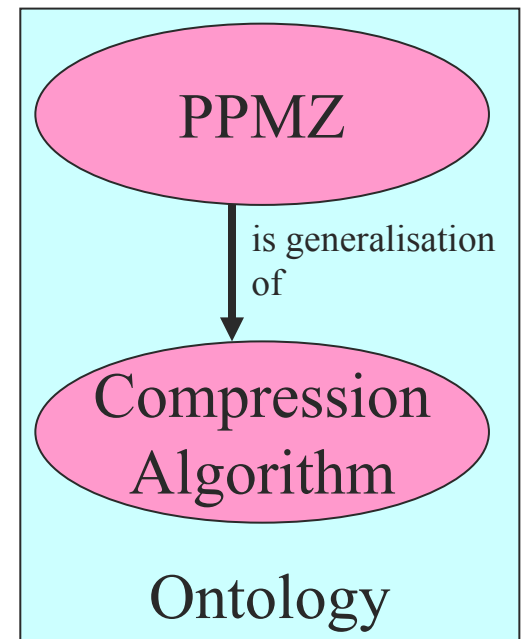 PPMZ
is generalisation
of
Compression
Algorithm
Ontology